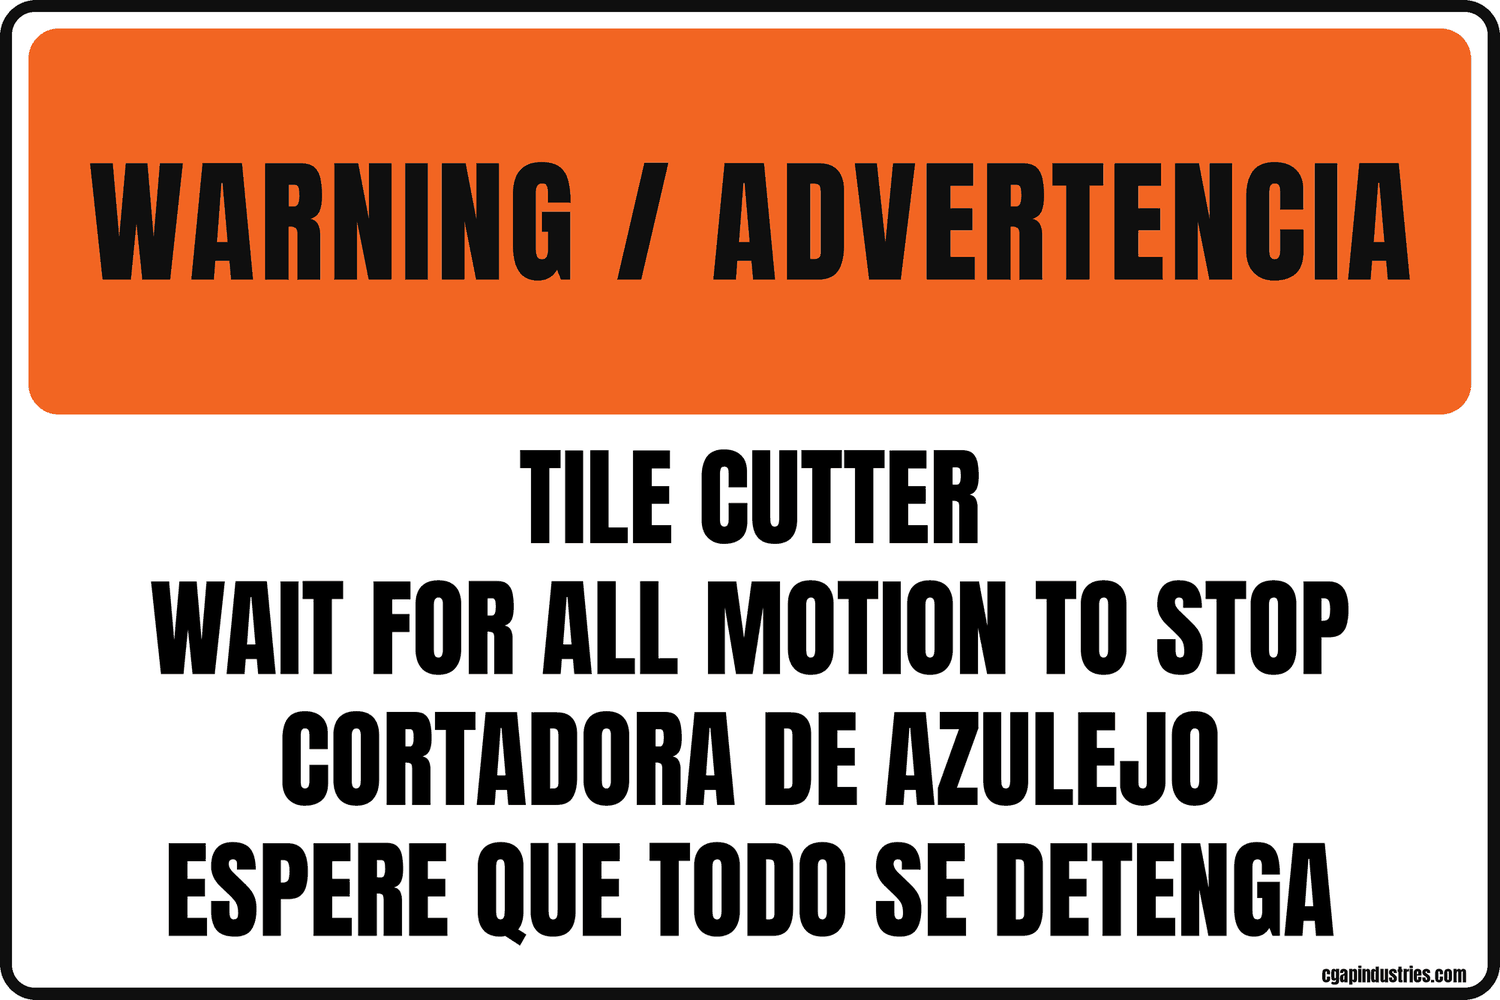 WARNING / ADVERTENCIA
TILE CUTTER
WAIT FOR ALL MOTION TO STOP
CORTADORA DE AZULEJO
ESPERE QUE TODO SE DETENGA
cgapindustries.com